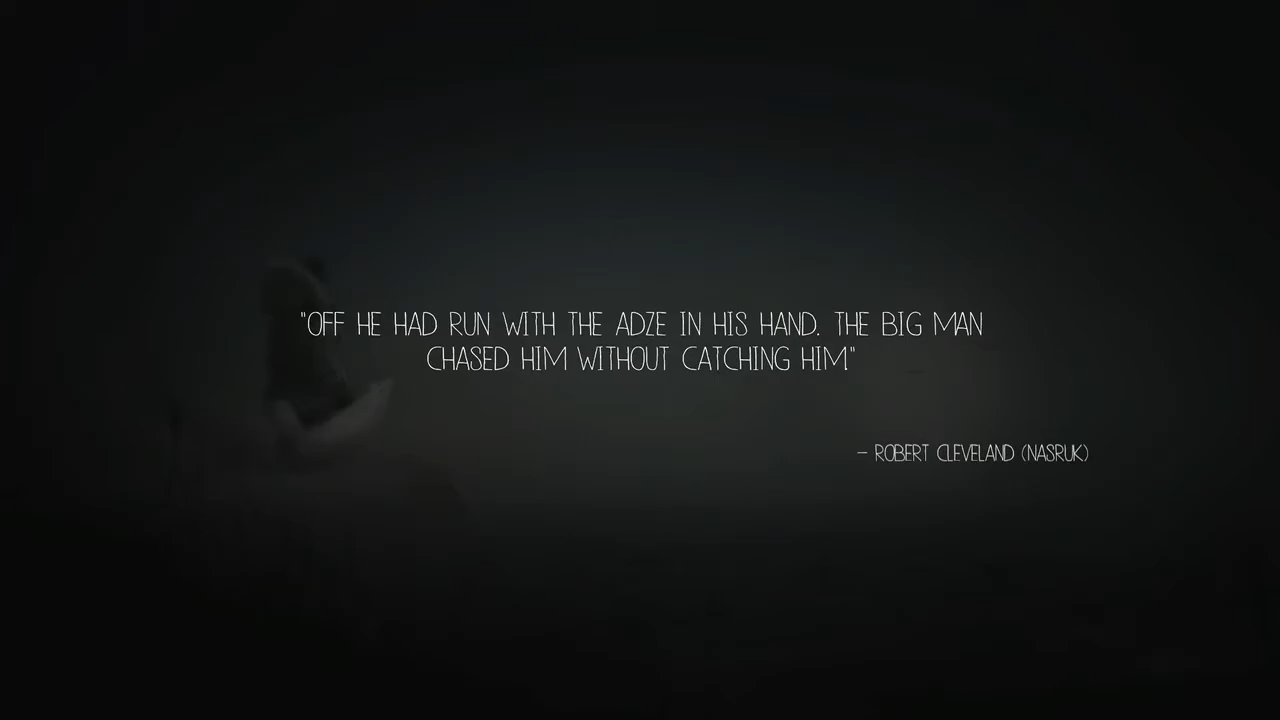 "OFF HE HAD RUN WITH THE ADZE IN HIS HAND. THE BIG MAN
CHASED HIM WITHOUT CATCHING HIM."
- ROBERT CLEVELAND (NASRUK)